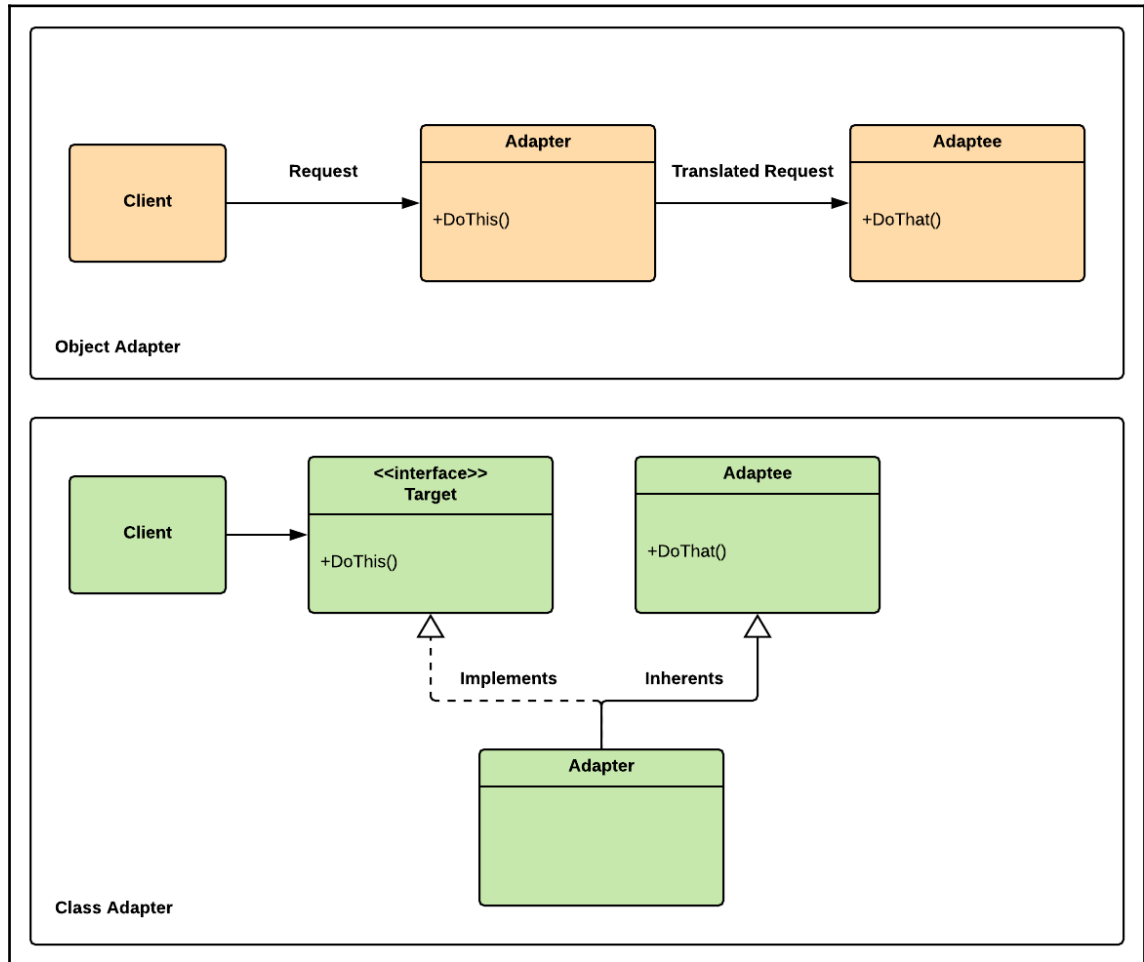 Client
Request
Adapter
+DoThis()
Translated Request
Adaptee
+DoThat()
Object Adapter
Client
<<interface>>
Target
+DoThis()
Adaptee
+DoThat()
Implements
Inherents
Adapter
Class Adapter